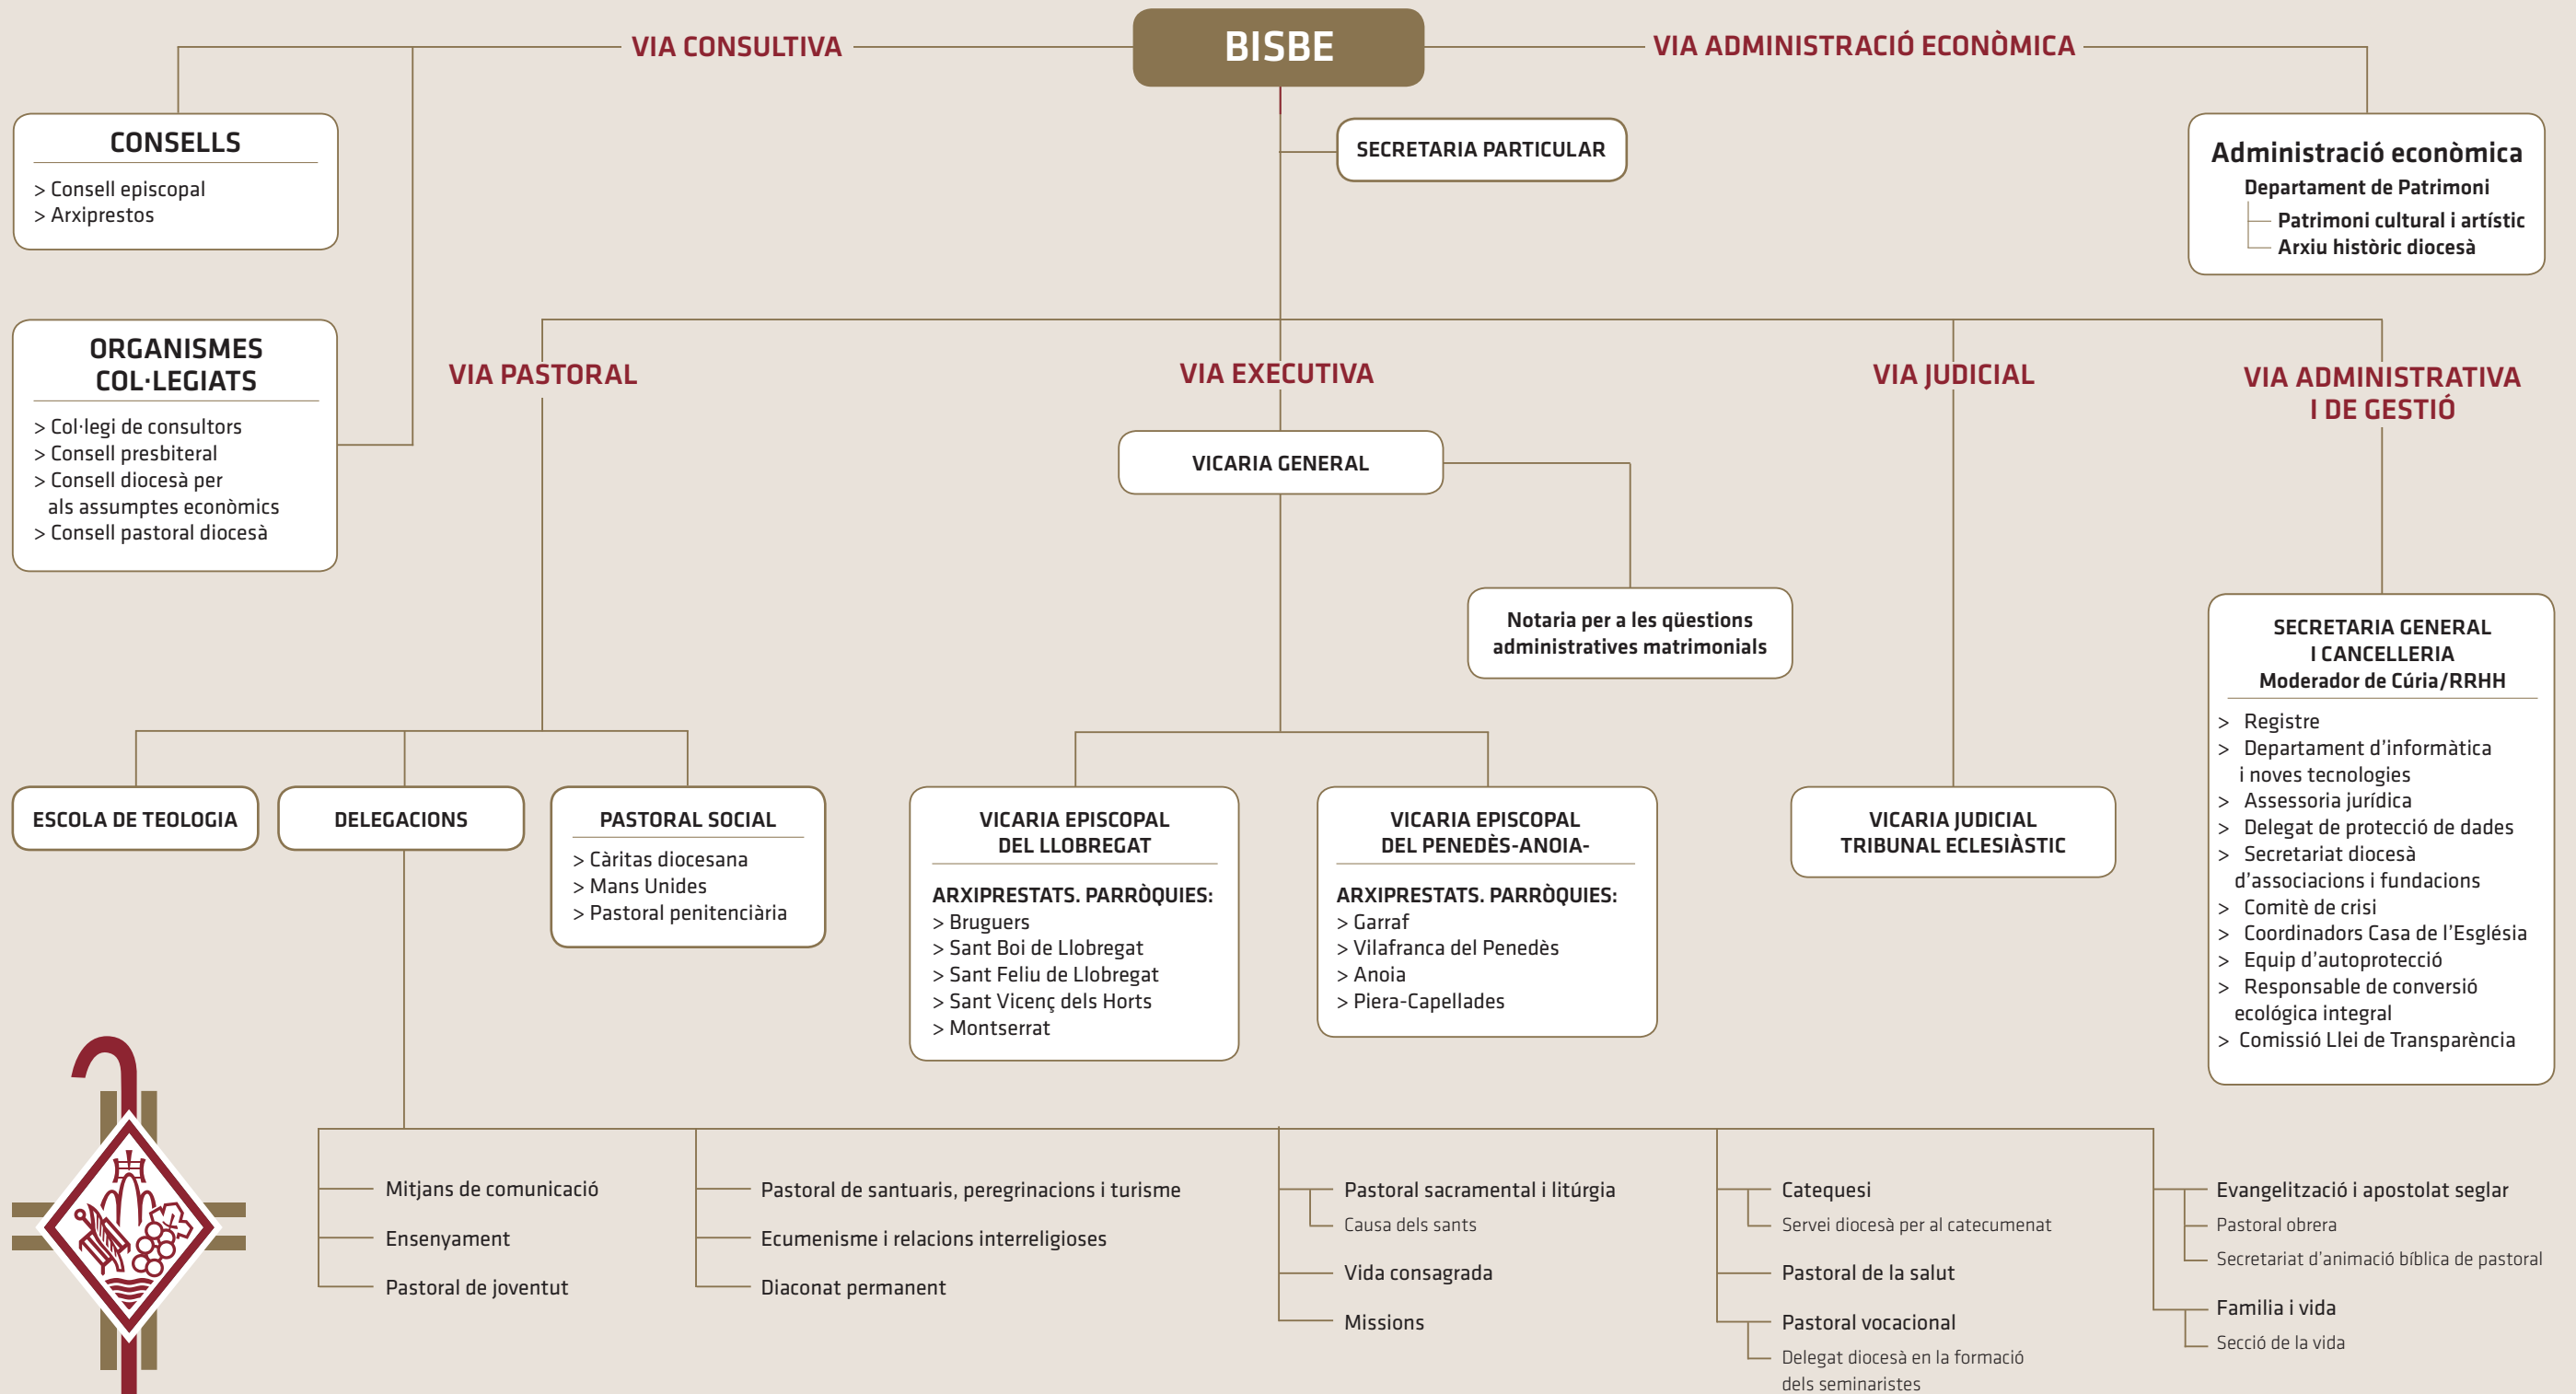 BISBE
VIA CONSULTIVA
VIA ADMINISTRACIÓ ECONÒMICA
CONSELLS
> Consell episcopal
> Arxiprestos
SECRETARIA PARTICULAR
Administració econòmica
Departament de Patrimoni
Patrimoni cultural i artístic
Arxiu històric diocesà
ORGANISMES
COL·LEGIATS
> Col·legi de consultors
> Consell presbiteral
> Consell diocesà per
als assumptes econòmics
> Consell pastoral diocesà
VIA PASTORAL
VIA EXECUTIVA
VIA JUDICIAL
VIA ADMINISTRATIVA
I DE GESTIÓ
VICARIA GENERAL
Notaria per a les qüestions
administratives matrimonials
SECRETARIA GENERAL
I CANCELLERIA
Moderador de Cúria/RRHH
> Registre
> Departament d’informàtica
i noves tecnologies
> Assessoria jurídica
> Delegat de protecció de dades
> Secretariat diocesà
d’associacions i fundacions
> Comitè de crisi
> Coordinadors Casa de l’Església
> Equip d’autoprotecció
> Responsable de conversió
ecológica integral
> Comissió Llei de Transparència
ESCOLA DE TEOLOGIA
DELEGACIONS
PASTORAL SOCIAL
> Càritas diocesana
> Mans Unides
> Pastoral penitenciària
VICARIA EPISCOPAL
DEL LLOBREGAT
ARXIPRESTATS. PARRÒQUIES:
> Bruguers
> Sant Boi de Llobregat
> Sant Feliu de Llobregat
> Sant Vicenç dels Horts
> Montserrat
VICARIA EPISCOPAL
DEL PENEDÈS-ANOIA-
ARXIPRESTATS. PARRÒQUIES:
> Garraf
> Vilafranca del Penedès
> Anoia
> Piera-Capellades
VICARIA JUDICIAL
TRIBUNAL ECLESIÀSTIC
Mitjans de comunicació
Ensenyament
Pastoral de joventut
Pastoral de santuaris, peregrinacions i turisme
Ecumenisme i relacions interreligioses
Diaconat permanent
Pastoral sacramental i litúrgia
Causa dels sants
Vida consagrada
Missions
Catequesi
Servei diocesà per al catecumenat
Pastoral de la salut
Pastoral vocacional
Delegat diocesà en la formació
dels seminaristes
Evangelització i apostolat seglar
Pastoral obrera
Secretariat d’animació bíblica de pastoral
Familia i vida
Secció de la vida